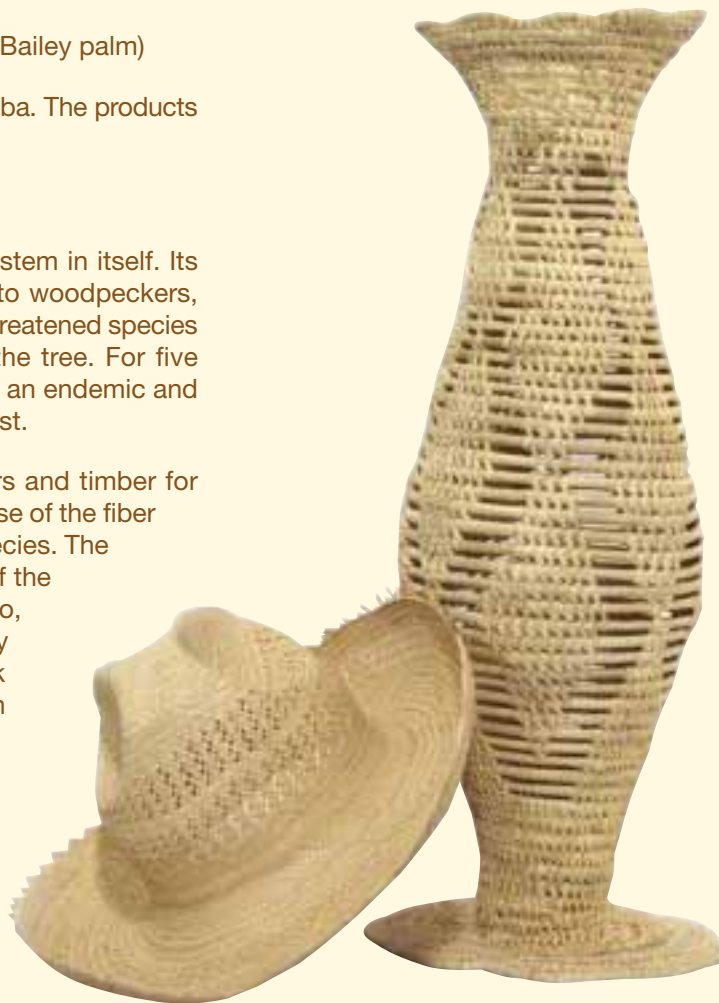 Bailey palm)
ba. The products
stem in itself. Its
to woodpeckers,
reatened species
the tree. For five
an endemic and
st.
rs and timber for
se of the fiber
ecies. The
f the
o,
y
k
n